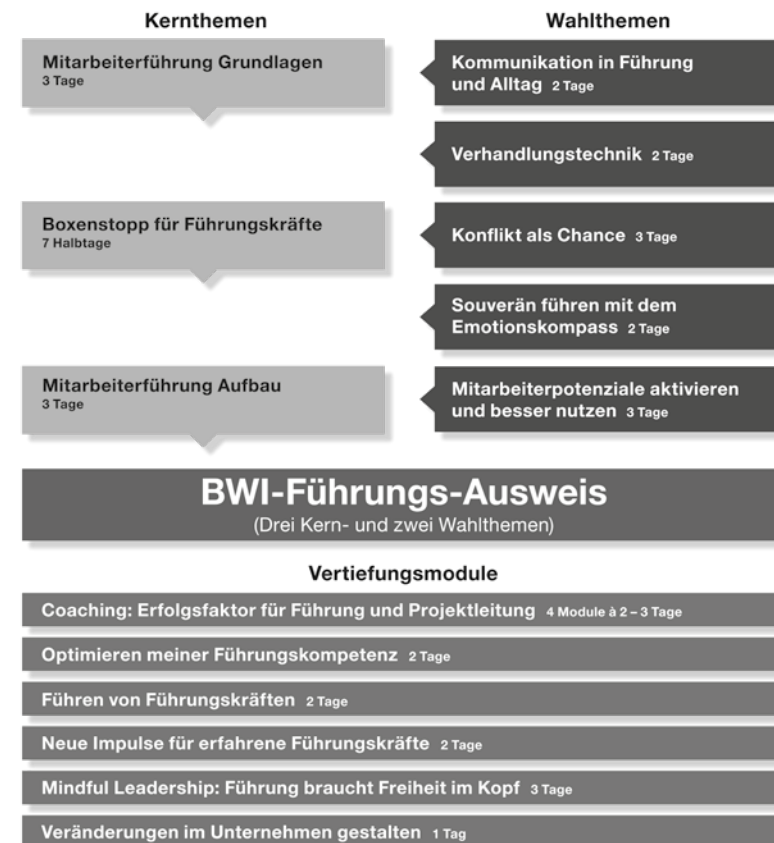 Kernthemen
Mitarbeiterführung Grundlagen
3 Tage
Boxenstopp für Führungskräfte
7 Halbtage
Mitarbeiterführung Aufbau
3 Tage
Wahlthemen
Kommunikation in Führung
und Alltag 2 Tage
Verhandlungstechnik 2 Tage
Konflikt als Chance 3 Tage
Souverän führen mit dem
Emotionskompass 2 Tage
Mitarbeiterpotenziale aktivieren
und besser nutzen 3 Tage
BWI-Führungs-Ausweis
(Drei Kern- und zwei Wahlthemen)
Vertiefungsmodule
Coaching: Erfolgsfaktor für Führung und Projektleitung 4 Module à 2 – 3 Tage
Optimieren meiner Führungskompetenz 2 Tage
Führen von Führungskräften 2 Tage
Neue Impulse für erfahrene Führungskräfte 2 Tage
Mindful Leadership: Führung braucht Freiheit im Kopf 3 Tage
Veränderungen im Unternehmen gestalten 1 Tag